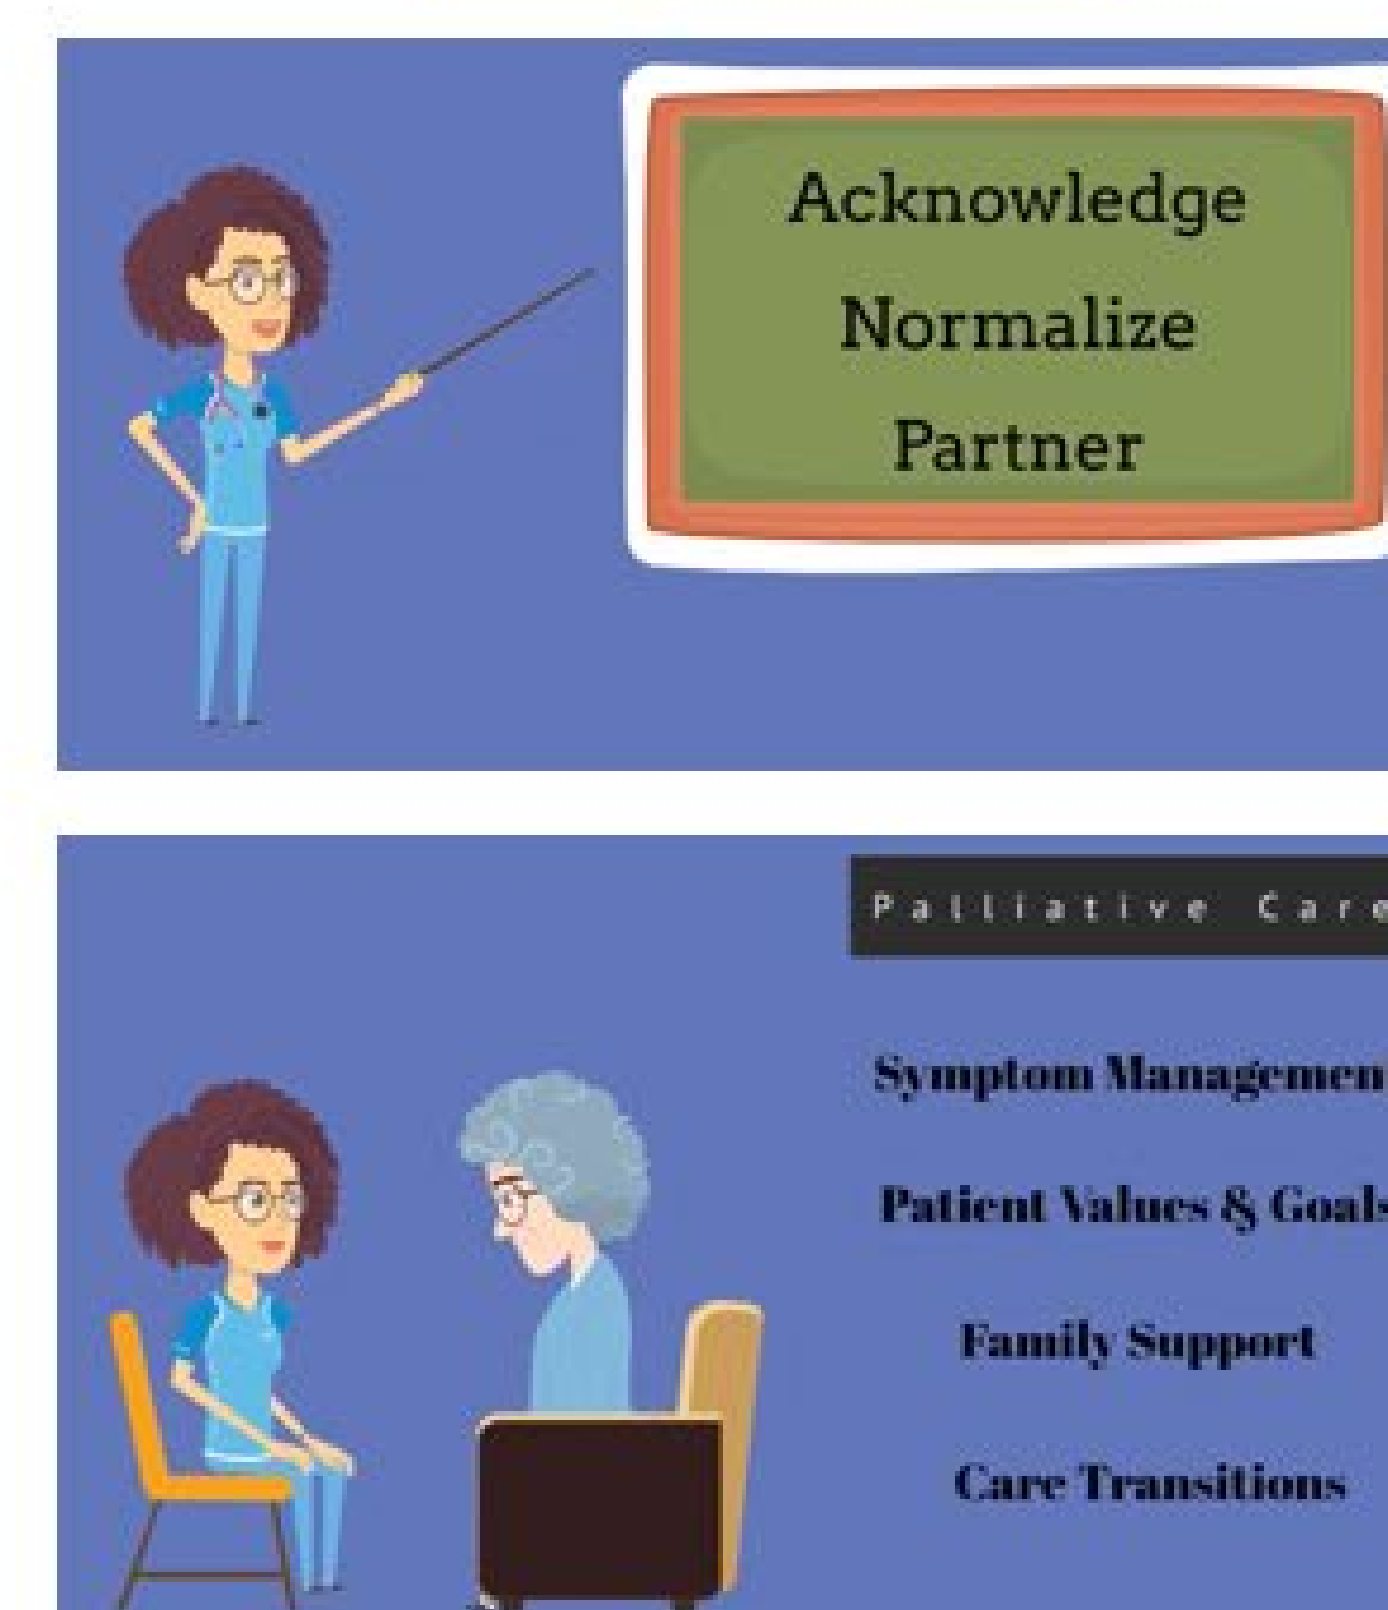 Acknowledge
Normalize
Partner
Palliative Care
Symptom Managemen
Patient Values & Goals
Family Support
Care Transitions